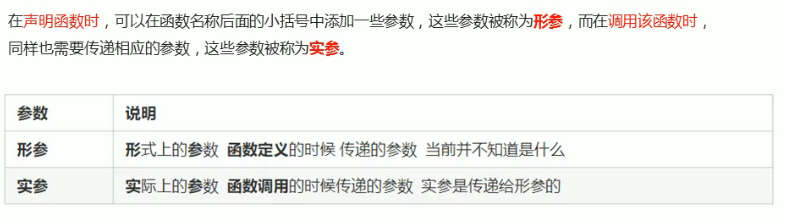 在声明函数时，可以在函数名称后面的小括号中添加一些参数，这些参数被称为形参，而在调用该函数时，
同样也需要传递相应的参数，这些参数被称为实参。
参数 说明
形参 形式上的参数 函数定义的时候 传递的参数 当前并不知道是什么
实参 实际上的参数 函数调用的时候传递的参数 实参是传递给形参的